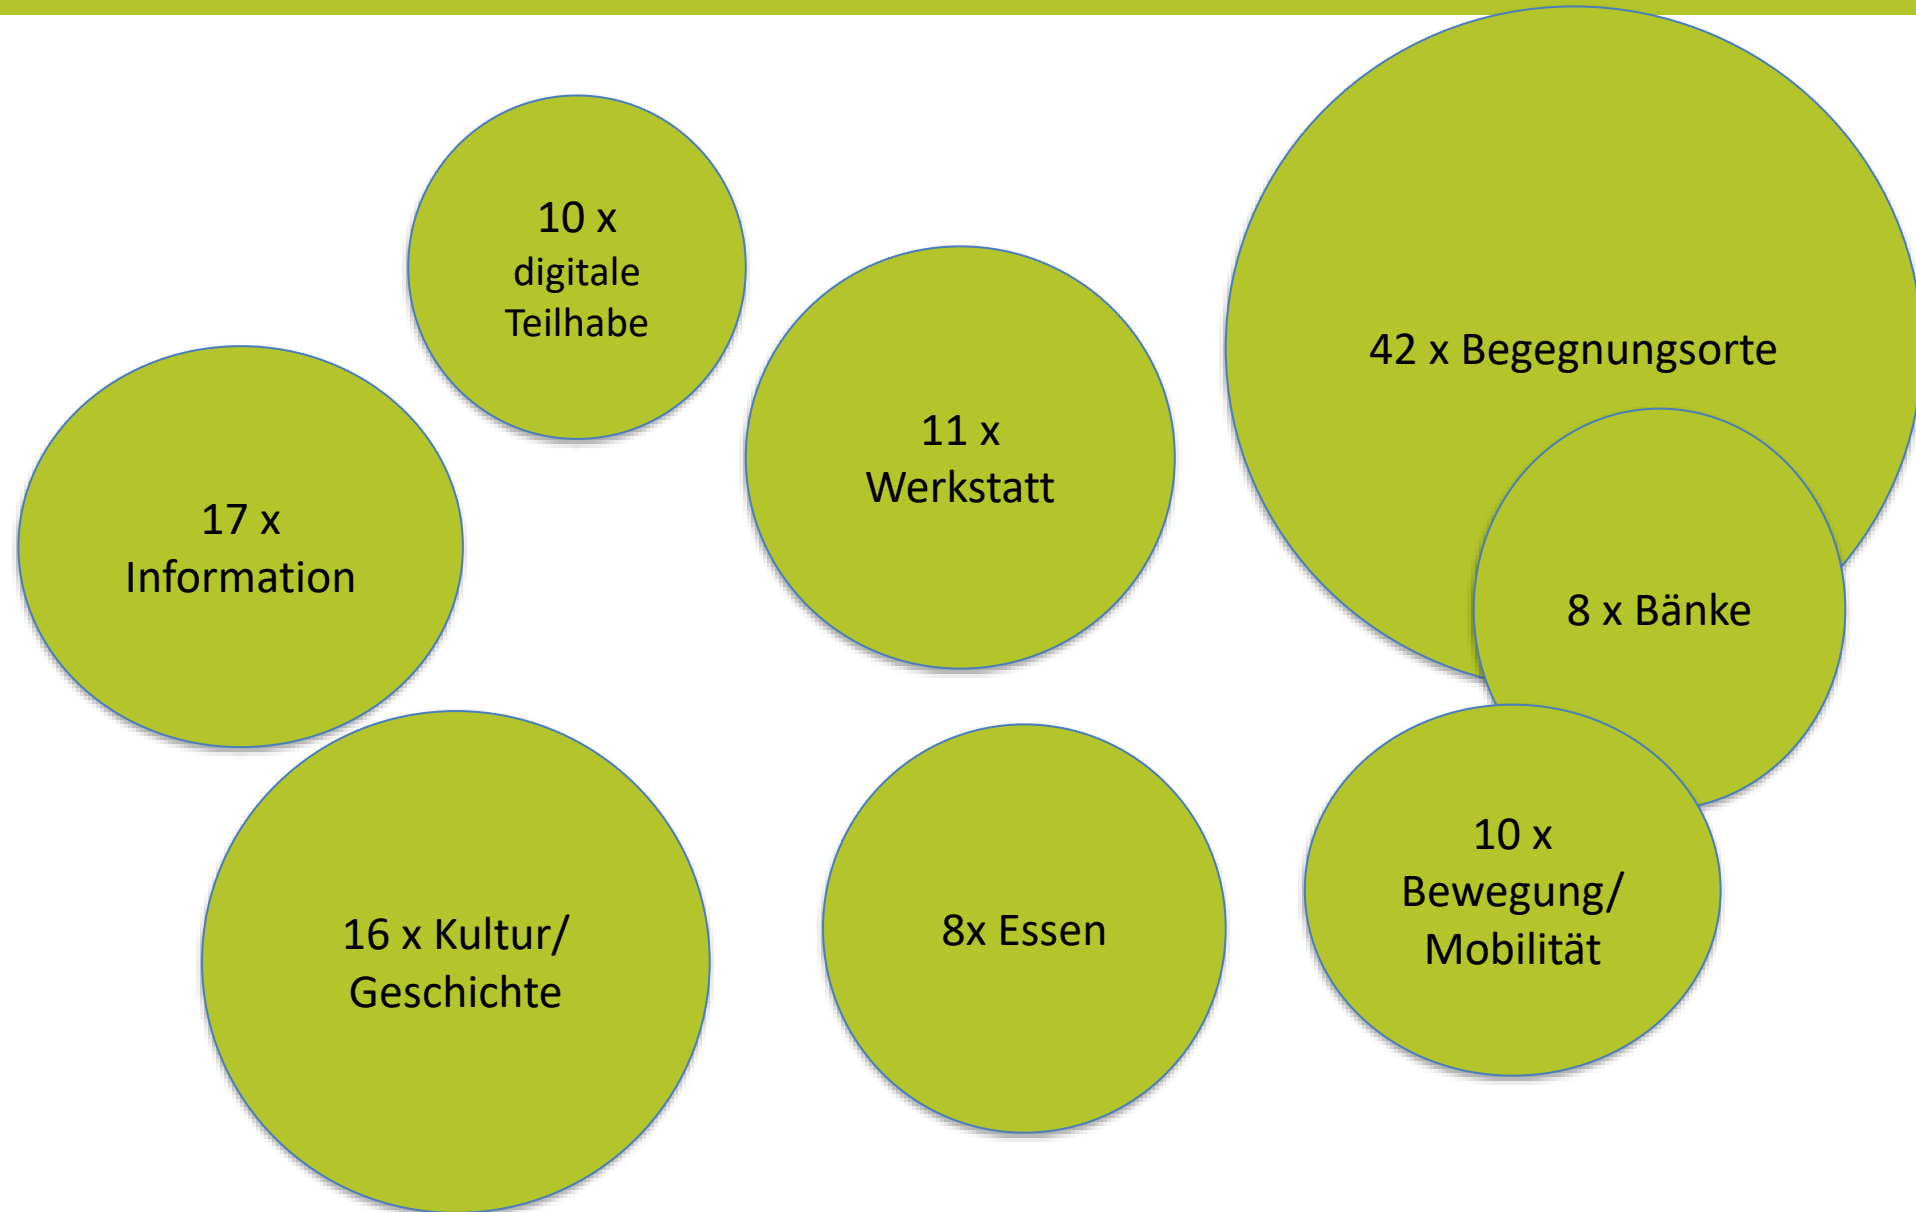 10 x
digitale
Teilhabe
42 x Begegnungsorte
11 x
Werkstatt
17 x
Information
8 x Bänke
10 x
Bewegung/
Mobilität
16 x Kultur/
Geschichte
8x Essen